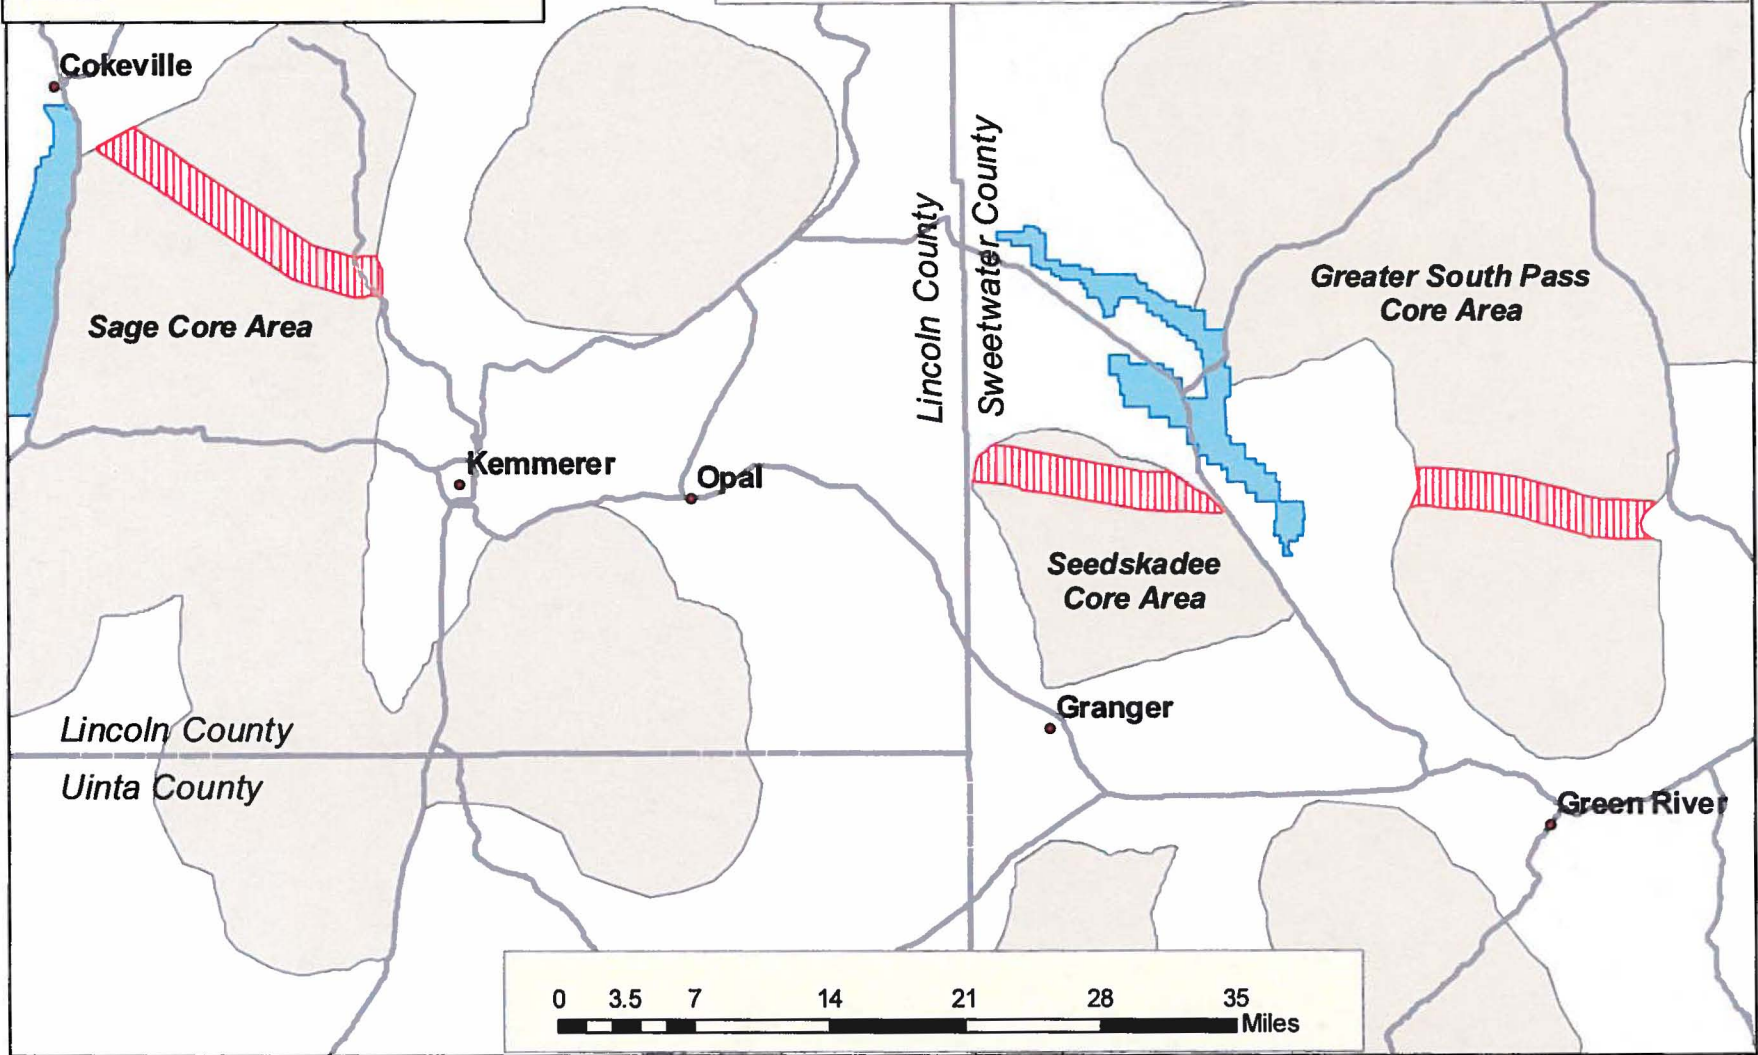 Cokeville
Lincoln County
Sweetwater County
Greater South Pass
Core Area
Sage Core Area
Kemmerer
Opal
Seedskadee
Core Area
Granger
Lincoln County
Uinta County
Green River
0 3.5 7 14 21 28 35
Miles